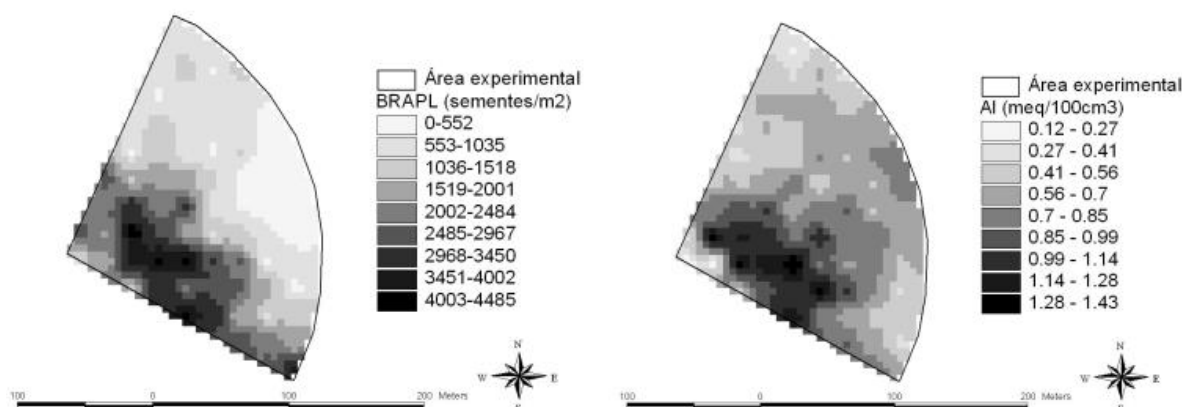 Área experimental
BRAPL (sementes/m2)
0-552
553-1035
1036-1518
1519-2001
2002-2484
2485-2967
2968-3450
3451-4002
4003-4485
N
W E
S
100 0 100 200 Meters
Área experimental
Al (meq/100cm3)
0.12 - 0.27
0.27 - 0.41
0.41 - 0.56
0.56 - 0.7
0.7 - 0.85
0.85 - 0.99
0.99 - 1.14
1.14 - 1.28
1.28 - 1.43
N
W E
S
100 0 100 200 Meters